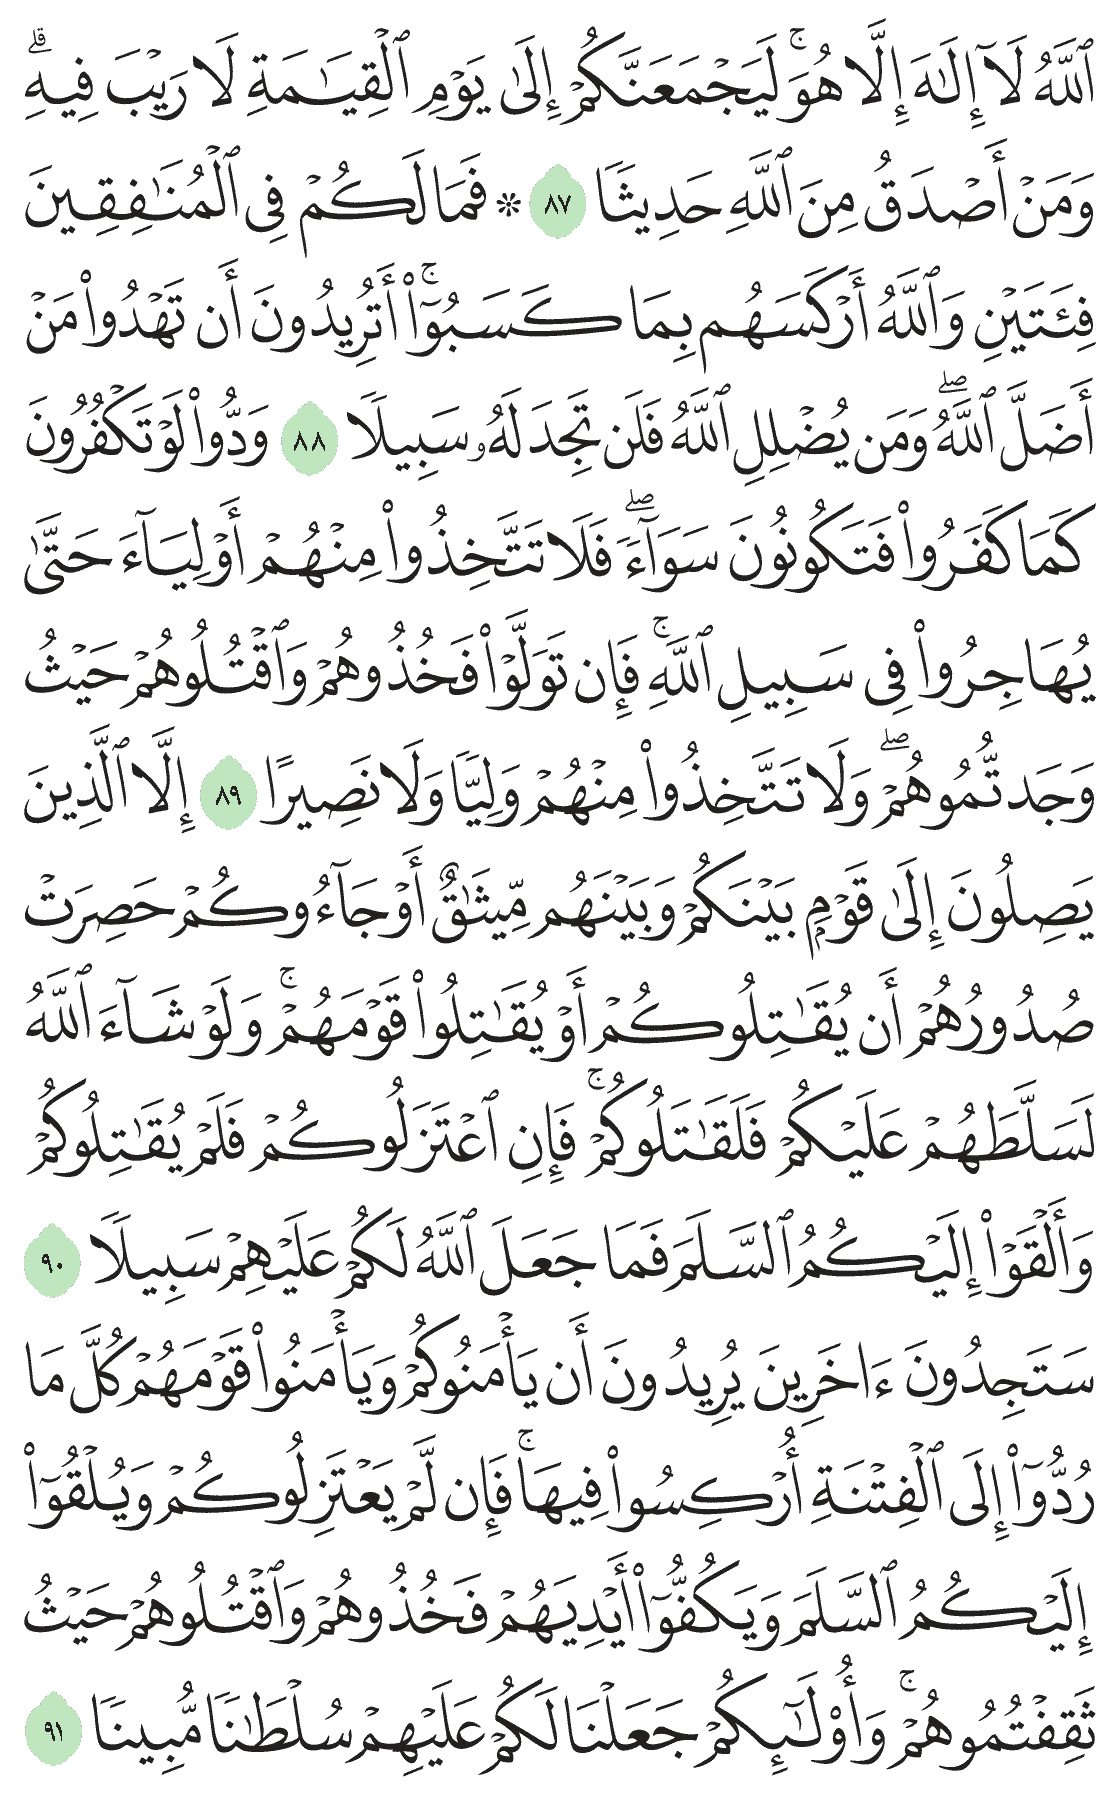 ٱللَّهُ لَآ إِلَٰهَ إِلَّا هُوَۚ لَيَجۡمَعَنَّكُمۡ إِلَىٰ يَوۡمِ ٱلۡقِيَٰمَةِ لَا رَيۡبَ فِيهِۗ
وَمَنۡ أَصۡدَقُ مِنَ ٱللَّهِ حَدِيثٗا ٨٧ ۞ فَمَا لَكُمۡ فِي ٱلۡمُنَٰفِقِينَ
فِئَتَيۡنِ وَٱللَّهُ أَرۡكَسَهُم بِمَا كَسَبُوٓاْۚ أَتُرِيدُونَ أَن تَهۡدُواْ مَنۡ
أَضَلَّ ٱللَّهُۖ وَمَن يُضۡلِلِ ٱللَّهُ فَلَن تَجِدَ لَهُۥ سَبِيلٗا ٨٨ وَدُّواْ لَوۡ تَكۡفُرُونَ
كَمَا كَفَرُواْ فَتَكُونُونَ سَوَآءٗۖ فَلَا تَتَّخِذُواْ مِنۡهُمۡ أَوۡلِيَآءَ حَتَّىٰ
يُهَاجِرُواْ فِي سَبِيلِ ٱللَّهِۚ فَإِن تَوَلَّوۡاْ فَخُذُوهُمۡ وَٱقۡتُلُوهُمۡ حَيۡثُ
وَجَدتُّمُوهُمۡۖ وَلَا تَتَّخِذُواْ مِنۡهُمۡ وَلِيّٗا وَلَا نَصِيرًا ٨٩ إِلَّا ٱلَّذِينَ
يَصِلُونَ إِلَىٰ قَوۡمِۭ بَيۡنَكُمۡ وَبَيۡنَهُم مِّيثَٰقٌ أَوۡ جَآءُوكُمۡ حَصِرَتۡ
صُدُورُهُمۡ أَن يُقَٰتِلُوكُمۡ أَوۡ يُقَٰتِلُواْ قَوۡمَهُمۡۚ وَلَوۡ شَآءَ ٱللَّهُ
لَسَلَّطَهُمۡ عَلَيۡكُمۡ فَلَقَٰتَلُوكُمۡۚ فَإِنِ ٱعۡتَزَلُوكُمۡ فَلَمۡ يُقَٰتِلُوكُمۡ
وَأَلۡقَوۡاْ إِلَيۡكُمُ ٱلسَّلَمَ فَمَا جَعَلَ ٱللَّهُ لَكُمۡ عَلَيۡهِمۡ سَبِيلٗا ٩٠
سَتَجِدُونَ ءَاخَرِينَ يُرِيدُونَ أَن يَأۡمَنُوكُمۡ وَيَأۡمَنُواْ قَوۡمَهُمۡ كُلَّ مَا
رُدُّوٓاْ إِلَى ٱلۡفِتۡنَةِ أُرۡكِسُواْ فِيهَاۚ فَإِن لَّمۡ يَعۡتَزِلُوكُمۡ وَيُلۡقُوٓاْ
إِلَيۡكُمُ ٱلسَّلَمَ وَيَكُفُّوٓاْ أَيۡدِيَهُمۡ فَخُذُوهُمۡ وَٱقۡتُلُوهُمۡ حَيۡثُ
ثَقِفۡتُمُوهُمۡۚ وَأُوْلَٰٓئِكُمۡ جَعَلۡنَا لَكُمۡ عَلَيۡهِمۡ سُلۡطَٰنٗا مُّبِينٗا ٩١